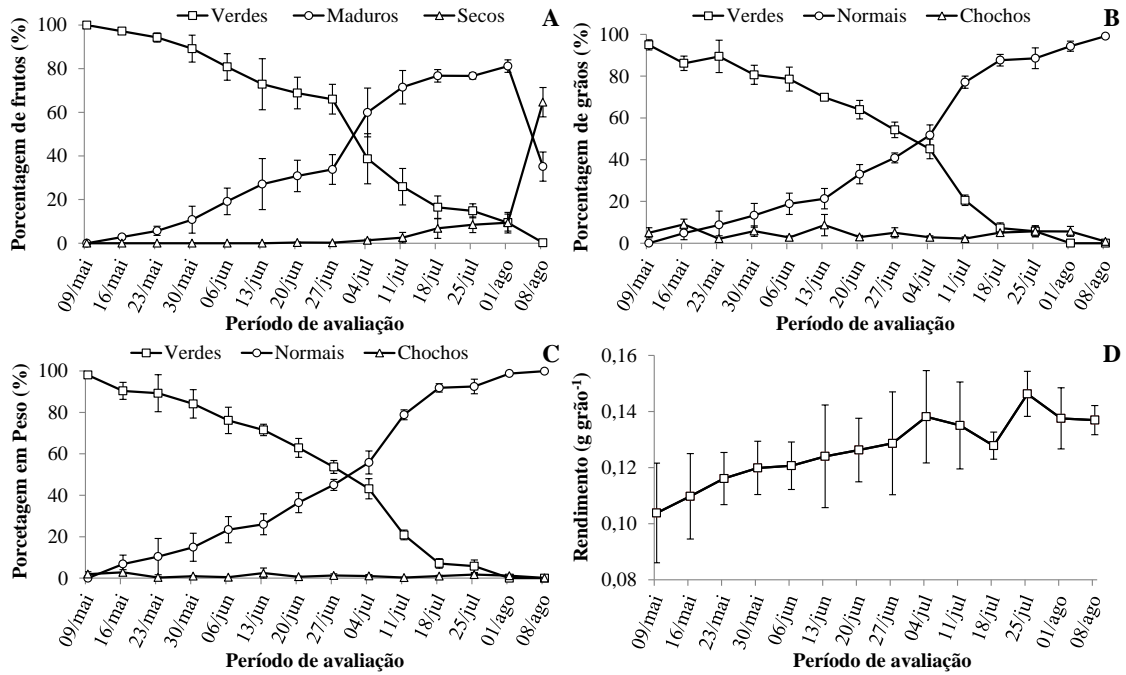 Verdes Maduros Secos A
Porcentagem de frutos (%)
100
80
60
40
20
0
09/mai 16/mai 23/mai 30/mai 06/jun 13/jun 20/jun 27/jun 04/jul 11/jul 18/jul 25/jul 01/ago 08/ago
Período de avaliação
Verdes Normais Chochos B
Porcentagem de grãos (%)
100
80
60
40
20
0
09/mai 16/mai 23/mai 30/mai 06/jun 13/jun 20/jun 27/jun 04/jul 11/jul 18/jul 25/jul 01/ago 08/ago
Período de avaliação
Verdes Normais Chochos C
Porcetagem em Peso (%)
100
80
60
40
20
0
09/mai 16/mai 23/mai 30/mai 06/jun 13/jun 20/jun 27/jun 04/jul 11/jul 18/jul 25/jul 01/ago 08/ago
Período de avaliação
D
Rendimento (g grão⁻¹)
0,16
0,14
0,12
0,10
0,08
09/mai 16/mai 23/mai 30/mai 06/jun 13/jun 20/jun 27/jun 04/jul 11/jul 18/jul 25/jul 01/ago 08/ago
Período de avaliação